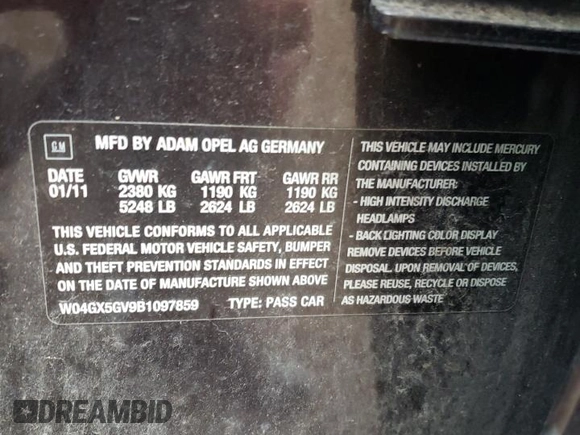 GM
MFD BY ADAM OPEL AG GERMANY
DATE GVWR GAWR FRT GAWR RR
01/11 2380 KG 1190 KG 1190 KG
5248 LB 2624 LB 2624 LB
THIS VEHICLE CONFORMS TO ALL APPLICABLE
U.S. FEDERAL MOTOR VEHICLE SAFETY, BUMPER
AND THEFT PREVENTION STANDARDS IN EFFECT
ON THE DATE OF MANUFACTURE SHOWN ABOVE
W04GX5GV9B1097859 TYPE: PASS CAR
THIS VEHICLE MAY INCLUDE MERCURY
CONTAINING DEVICES INSTALLED BY
THE MANUFACTURER:
- HIGH INTENSITY DISCHARGE
HEADLAMPS
- BACK LIGHTING COLOR DISPLAY
REMOVE DEVICES BEFORE VEHICLE
DISPOSAL. UPON REMOVAL OF DEVICES,
PLEASE REUSE, RECYCLE OR DISPOSE
AS HAZARDOUS WASTE
DREAMBID